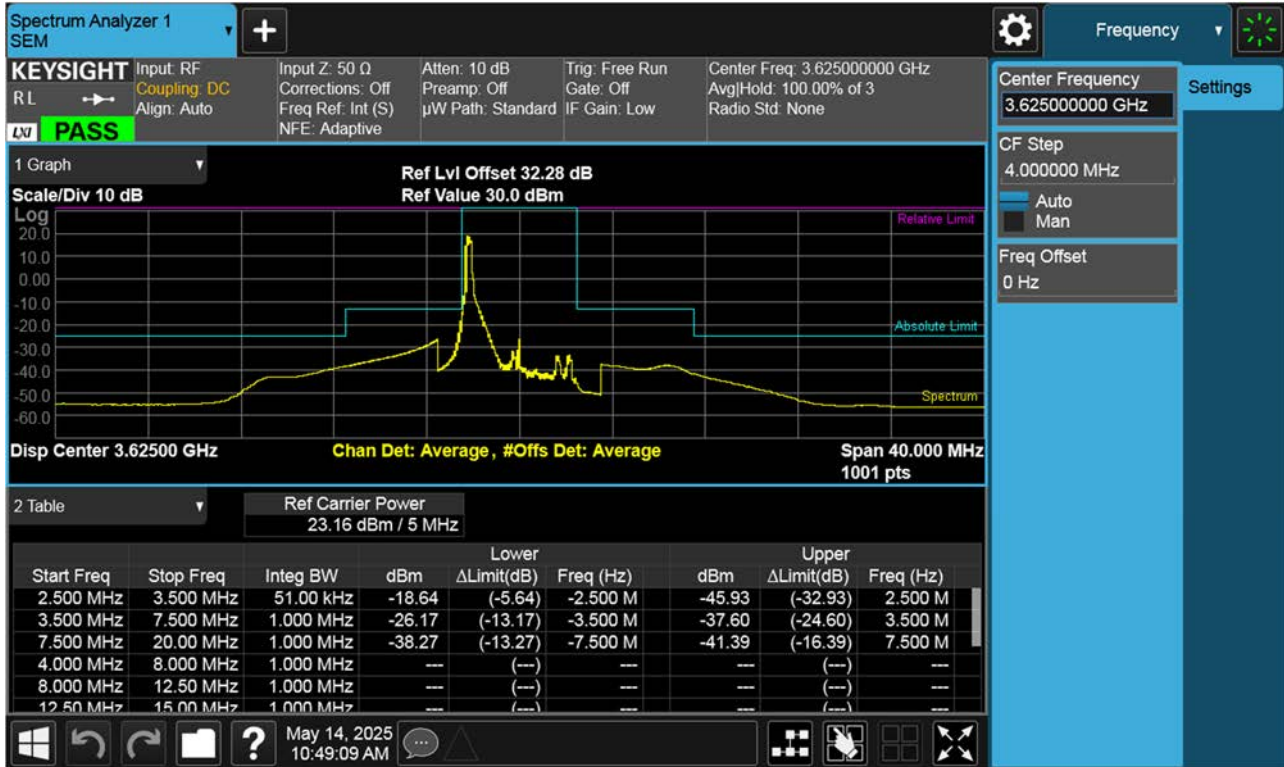 Spectrum Analyzer 1
SEM
Frequency
KEYSIGHT
RL
LXI
PASS
Input: RF
Coupling: DC
Align: Auto
Input Z: 50 Ω
Corrections: Off
Freq Ref: Int (S)
NFE: Adaptive
Atten: 10 dB
Preamp: Off
µW Path: Standard
Trig: Free Run
Gate: Off
IF Gain: Low
Center Freq: 3.625000000 GHz
Avg|Hold: 100.00% of 3
Radio Std: None
Center Frequency
3.625000000 GHz
Settings
CF Step
4.000000 MHz
Auto
Man
Freq Offset
0 Hz
1 Graph
Scale/Div 10 dB
Ref Lvl Offset 32.28 dB
Ref Value 30.0 dBm
Log
20.0
10.0
0.00
-10.0
-20.0
-30.0
-40.0
-50.0
-60.0
Relative Limit
Absolute Limit
Spectrum
Disp Center 3.62500 GHz
Chan Det: Average, #Offs Det: Average
Span 40.000 MHz
1001 pts
2 Table
Ref Carrier Power
23.16 dBm / 5 MHz
Lower Upper
Start Freq Stop Freq Integ BW dBm ΔLimit(dB) Freq (Hz) dBm ΔLimit(dB) Freq (Hz)
2.500 MHz 3.500 MHz 51.00 kHz -18.64 (-5.64) -2.500 M -45.93 (-32.93) 2.500 M
3.500 MHz 7.500 MHz 1.000 MHz -26.17 (-13.17) -3.500 M -37.60 (-24.60) 3.500 M
7.500 MHz 20.00 MHz 1.000 MHz -38.27 (-13.27) -7.500 M -41.39 (-16.39) 7.500 M
4.000 MHz 8.000 MHz 1.000 MHz --- (---) --- --- (---) ---
8.000 MHz 12.50 MHz 1.000 MHz --- (---) --- --- (---) ---
12.50 MHz 15.00 MHz 1.000 MHz --- (---) --- --- (---) ---
May 14, 2025
10:49:09 AM